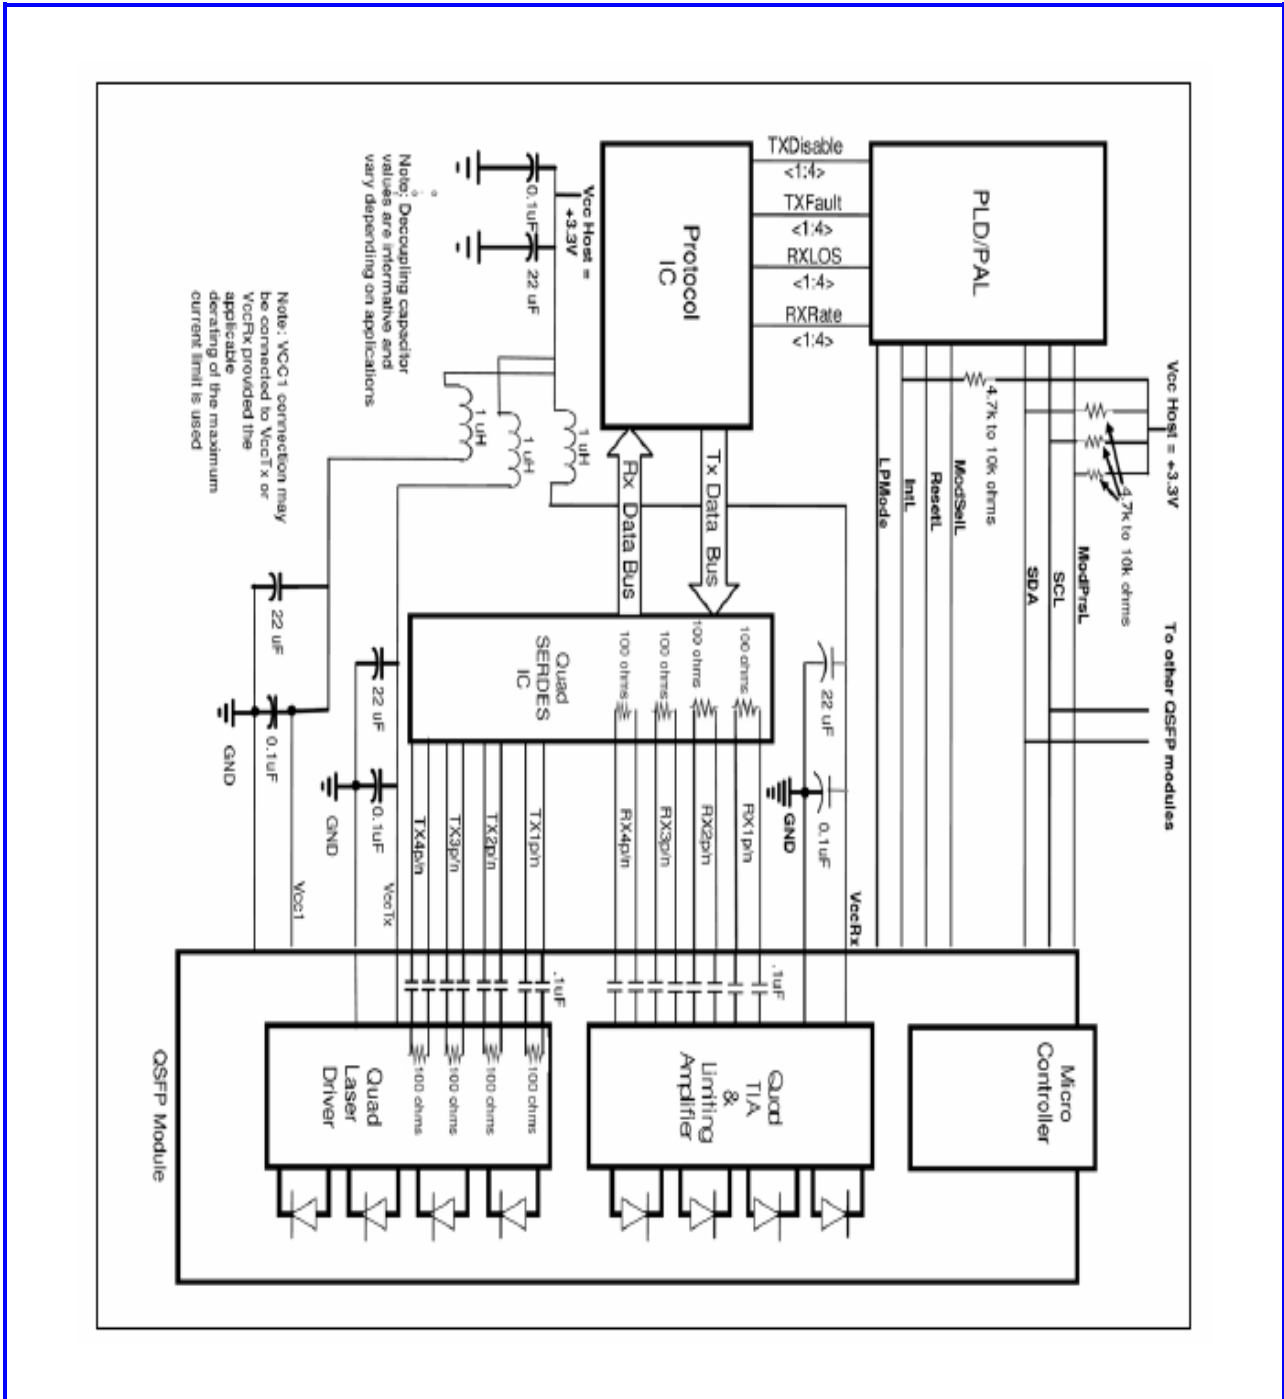 Vcc Host = +3.3V
To other QSFP modules
4.7k to 10k ohms
4.7k to 10k ohms
ModPrsL
SCL
SDA
ModSelL
ResetL
IntL
LPMode
PLD/PAL
TXDisable
<1:4>
TXFault
<1:4>
RXLOS
<1:4>
RXRate
<1:4>
Protocol
IC
Tx Data Bus
Rx Data Bus
Vcc Host =
+3.3V
0.1uF
22 uF
Note: Decoupling capacitor
values are informative and
vary depending on applications
1 uH
1 uH
1 uH
Note: VCC1 connection may
be connected to VccTx or
VccRx provided the
applicable
derating of the maximum
current limit is used
Quad
SERDES
IC
100 ohms
100 ohms
100 ohms
100 ohms
22 uF
0.1uF
GND
VccRx
RX1p/n
RX2p/n
RX3p/n
RX4p/n
TX1p/n
TX2p/n
TX3p/n
TX4p/n
22 uF
0.1uF
GND
VccTx
22 uF
0.1uF
GND
Vcc1
.1uF
.1uF
Micro
Controller
Quad
TIA
&
Limiting
Amplifier
100 ohms
100 ohms
100 ohms
100 ohms
Quad
Laser
Driver
QSFP Module